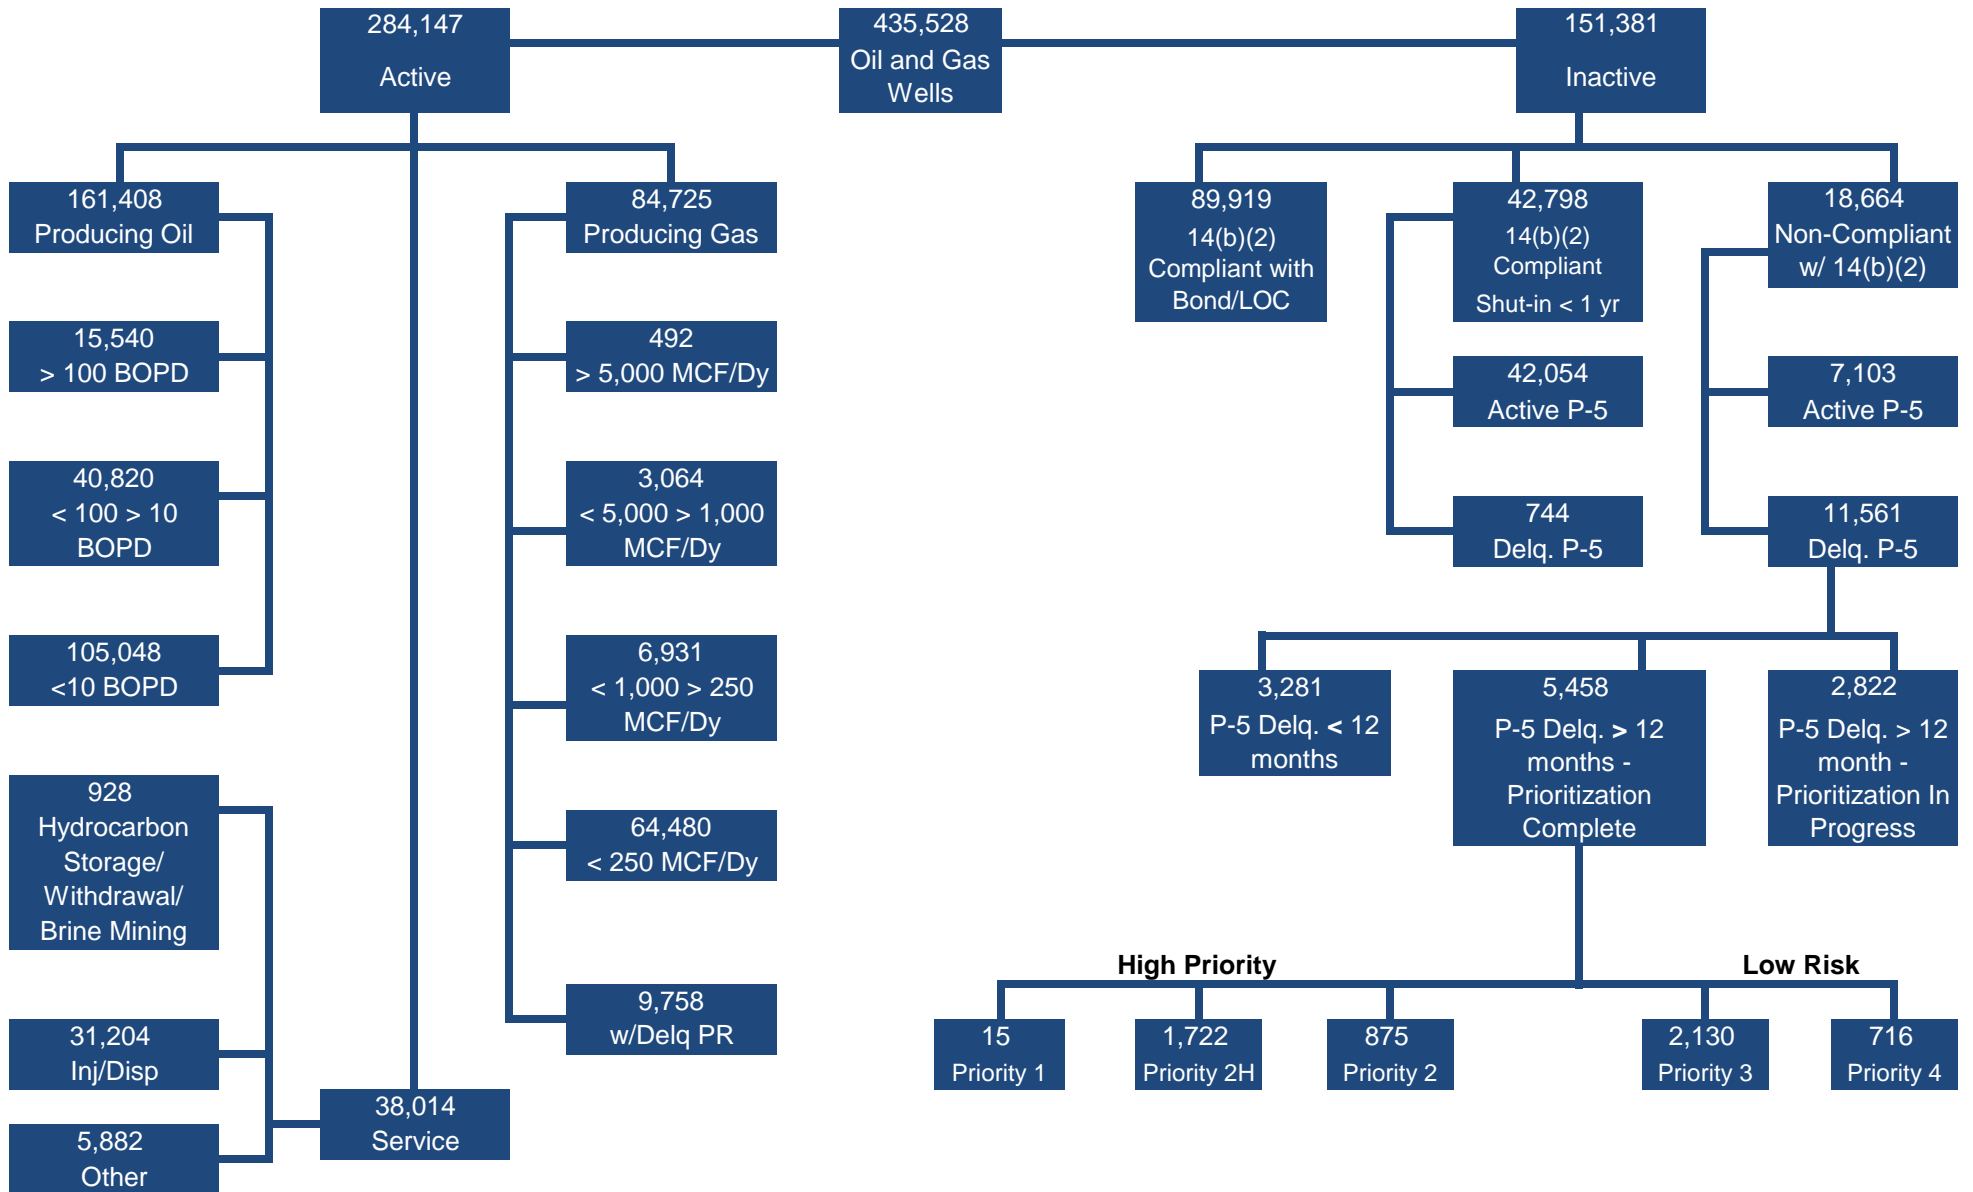 284,147
Active
435,528
Oil and Gas
Wells
151,381
Inactive
161,408
Producing Oil
15,540
> 100 BOPD
40,820
< 100 > 10
BOPD
105,048
<10 BOPD
928
Hydrocarbon
Storage/
Withdrawal/
Brine Mining
31,204
Inj/Disp
5,882
Other
38,014
Service
84,725
Producing Gas
492
> 5,000 MCF/Dy
3,064
< 5,000 > 1,000
MCF/Dy
6,931
< 1,000 > 250
MCF/Dy
64,480
< 250 MCF/Dy
9,758
w/Delq PR
89,919
14(b)(2)
Compliant with
Bond/LOC
42,798
14(b)(2)
Compliant
Shut-in < 1 yr
42,054
Active P-5
744
Delq. P-5
18,664
Non-Compliant
w/ 14(b)(2)
7,103
Active P-5
11,561
Delq. P-5
3,281
P-5 Delq. < 12
months
5,458
P-5 Delq. > 12
months -
Prioritization
Complete
2,822
P-5 Delq. > 12
month -
Prioritization In
Progress
High Priority
Low Risk
15
Priority 1
1,722
Priority 2H
875
Priority 2
2,130
Priority 3
716
Priority 4